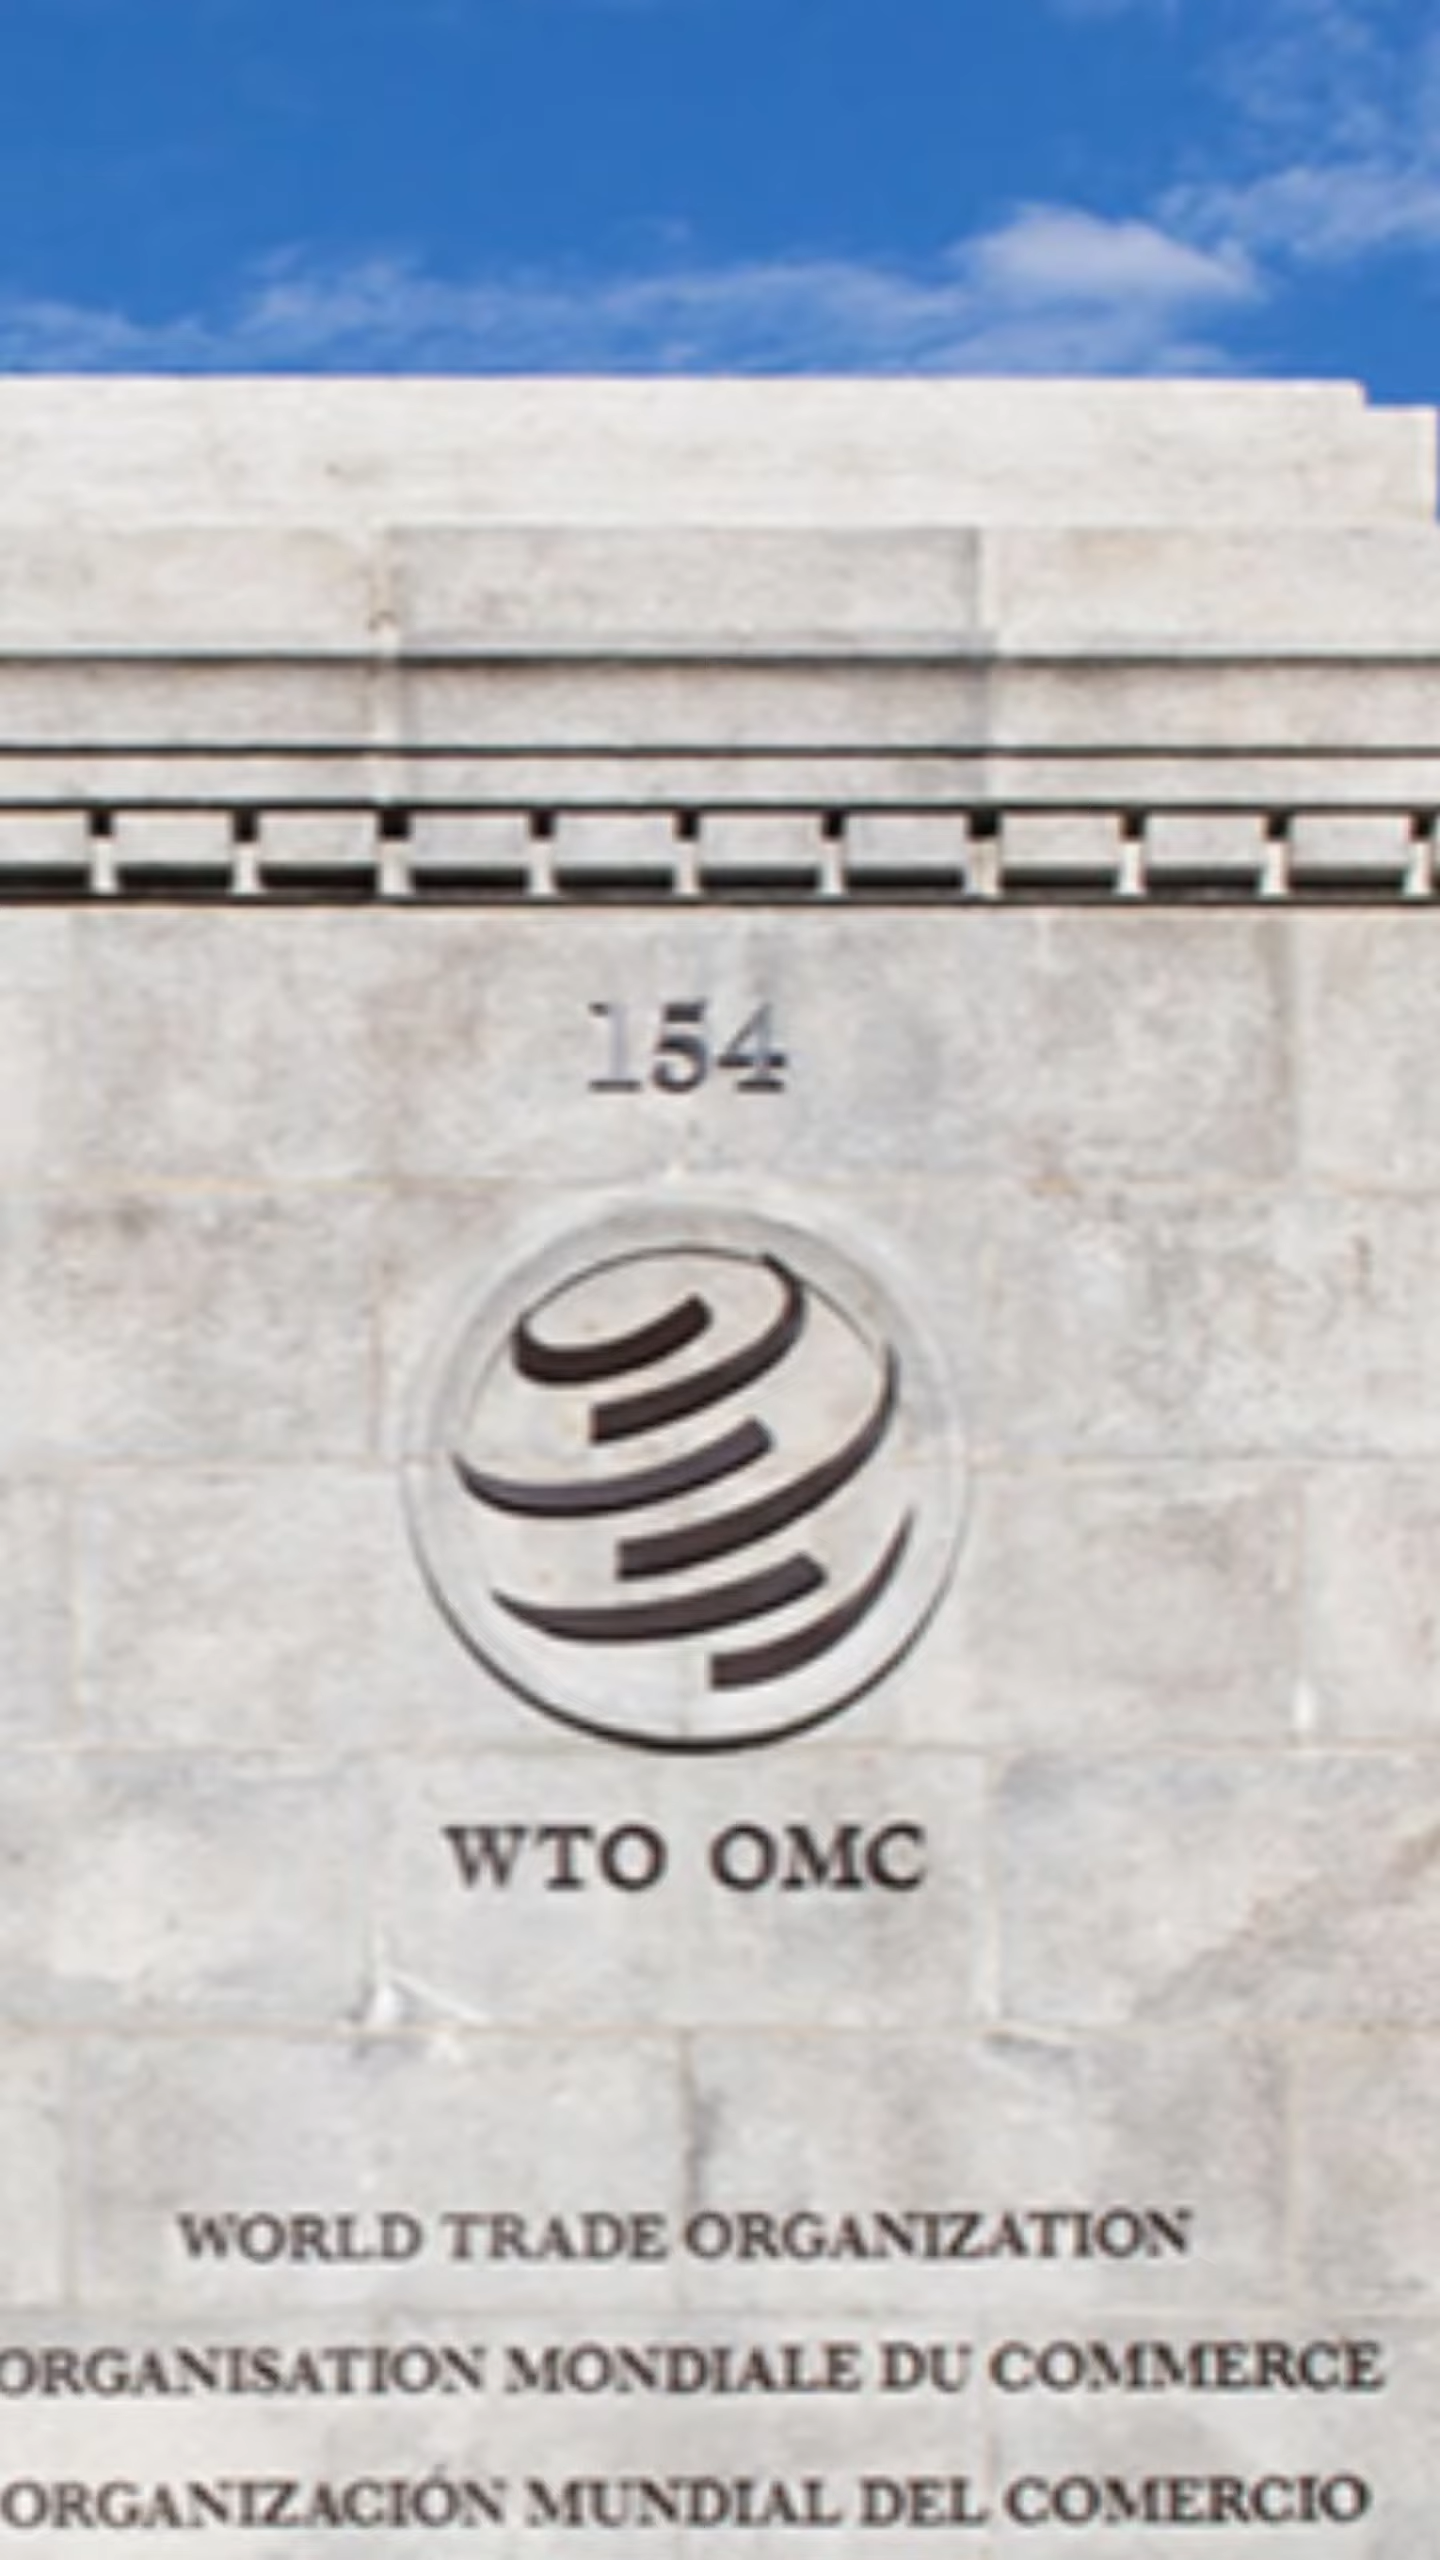 154
WTO OMC
WORLD TRADE ORGANIZATION
ORGANISATION MONDIALE DU COMMERCE
ORGANIZACIÓN MUNDIAL DEL COMERCIO